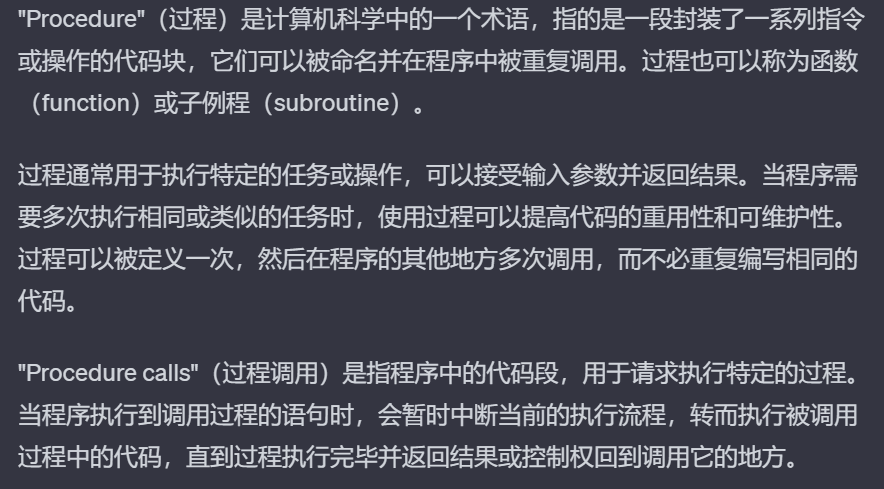 "Procedure"（过程）是计算机科学中的一个术语，指的是一段封装了一系列指令
或操作的代码块，它们可以被命名并在程序中被重复调用。过程也可以称为函数
（function）或子例程（subroutine）。
过程通常用于执行特定的任务或操作，可以接受输入参数并返回结果。当程序需
要多次执行相同或类似的任务时，使用过程可以提高代码的重用性和可维护性。
过程可以被定义一次，然后在程序的其他地方多次调用，而不必重复编写相同的
代码。
"Procedure calls"（过程调用）是指程序中的代码段，用于请求执行特定的过程。
当程序执行到调用过程的语句时，会暂时中断当前的执行流程，转而执行被调用
过程中的代码，直到过程执行完毕并返回结果或控制权回到调用它的地方。